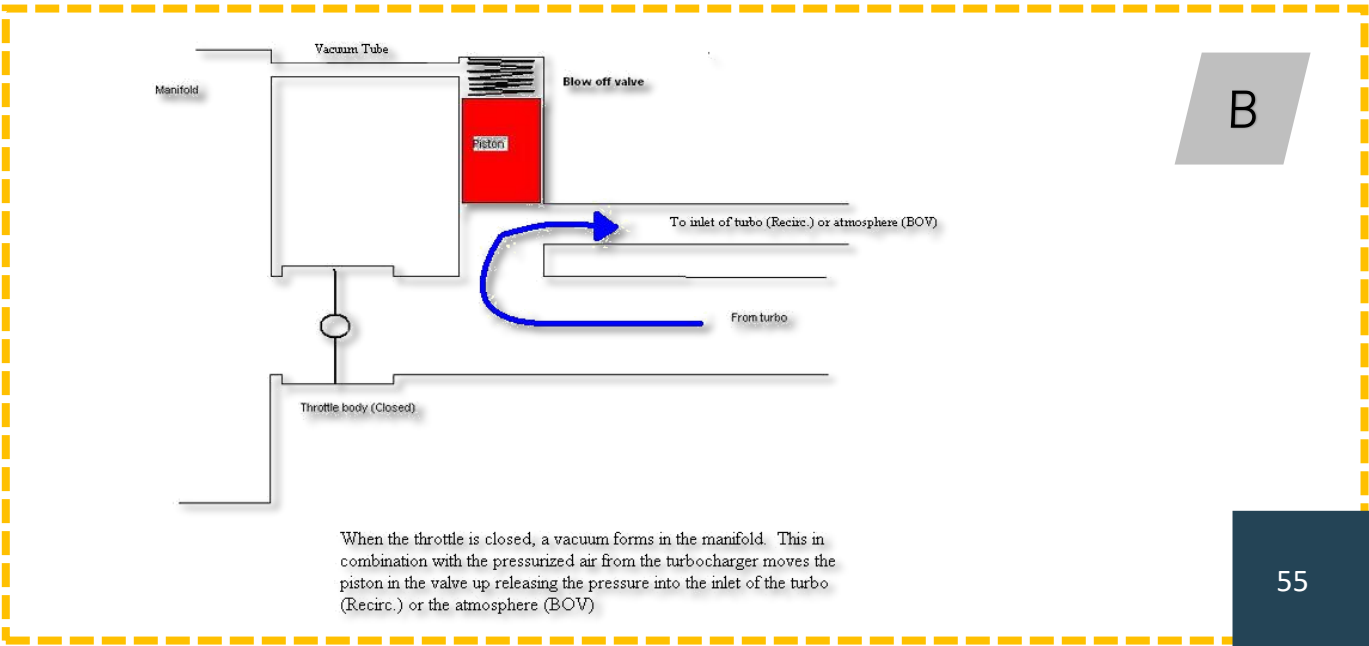 Vacuum Tube
Manifold
Blow off valve
B
Piston
To inlet of turbo (Recirc.) or atmosphere (BOV)
From turbo
Throttle body (Closed)
When the throttle is closed, a vacuum forms in the manifold. This in
combination with the pressurized air from the turbocharger moves the
piston in the valve up releasing the pressure into the inlet of the turbo
(Recirc.) or the atmosphere (BOV)
55